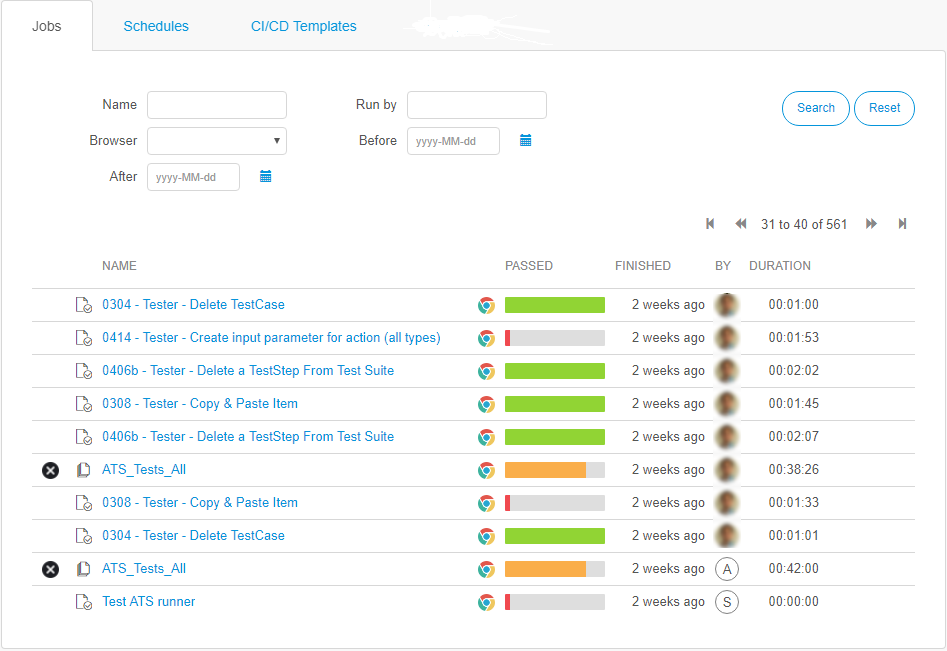 Jobs Schedules CI/CD Templates
Name Run by Search Reset
Browser Before yyyy-MM-dd
After yyyy-MM-dd
31 to 40 of 561
NAME PASSED FINISHED BY DURATION
0304 - Tester - Delete TestCase 2 weeks ago 00:01:00
0414 - Tester - Create input parameter for action (all types) 2 weeks ago 00:01:53
0406b - Tester - Delete a TestStep From Test Suite 2 weeks ago 00:02:02
0308 - Tester - Copy & Paste Item 2 weeks ago 00:01:45
0406b - Tester - Delete a TestStep From Test Suite 2 weeks ago 00:02:07
ATS_Tests_All 2 weeks ago 00:38:26
0308 - Tester - Copy & Paste Item 2 weeks ago 00:01:33
0304 - Tester - Delete TestCase 2 weeks ago 00:01:01
ATS_Tests_All 2 weeks ago A 00:42:00
Test ATS runner 2 weeks ago S 00:00:00